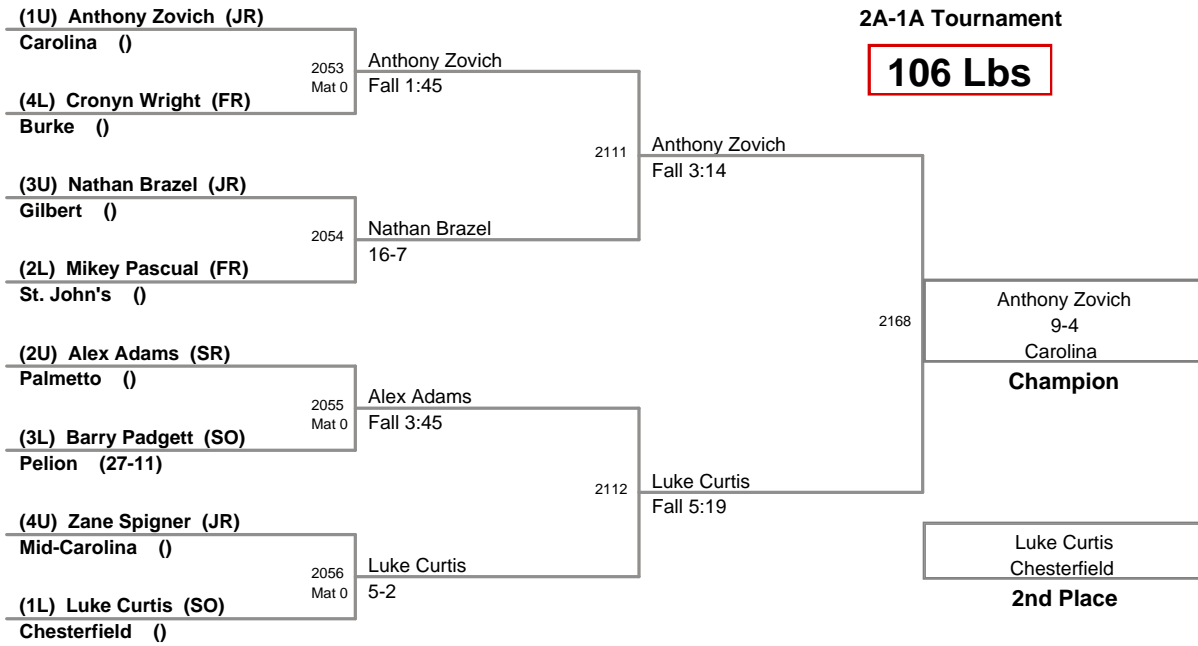 (1U) Anthony Zovich (JR)
Carolina ()
2053
Mat 0
(4L) Cronyn Wright (FR)
Burke ()
(3U) Nathan Brazel (JR)
Gilbert ()
2054
(2L) Mikey Pascual (FR)
St. John's ()
(2U) Alex Adams (SR)
Palmetto ()
2055
Mat 0
(3L) Barry Padgett (SO)
Pelion (27-11)
(4U) Zane Spigner (JR)
Mid-Carolina ()
2056
Mat 0
(1L) Luke Curtis (SO)
Chesterfield ()
Anthony Zovich
Fall 1:45
Nathan Brazel
16-7
Alex Adams
Fall 3:45
Luke Curtis
5-2
2111
2112
Anthony Zovich
Fall 3:14
Luke Curtis
Fall 5:19
2168
2A-1A Tournament
106 Lbs
Anthony Zovich
9-4
Carolina
Champion
Luke Curtis
Chesterfield
2nd Place